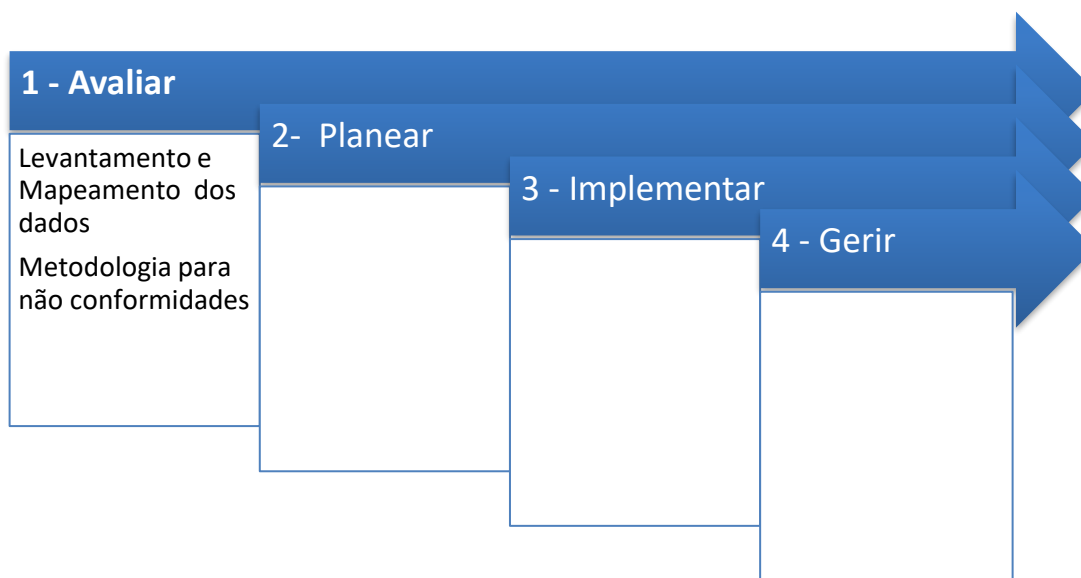 1 - Avaliar
Levantamento e
Mapeamento dos
dados
Metodologia para
não conformidades
2- Planear
3 - Implementar
4 - Gerir